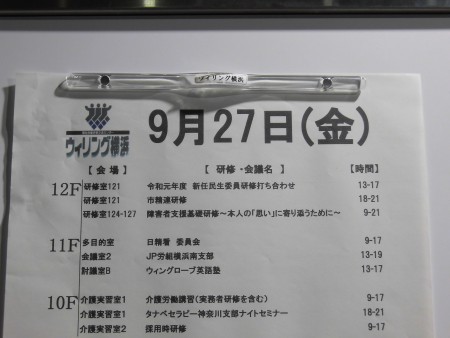 ウィリング横浜
9月27日(金)
ウィリング横浜
【会場】 【研修・会議名】 【時間】
12F 研修室121 令和元年度 新任民生委員研修打ち合わせ 13-17
研修室121 市精連研修 18-21
研修室124-127 障害者支援基礎研修～本人の「思い」に寄り添うために～ 9-21
11F 多目的室 日精看 委員会 9-17
会議室2 JP労組横浜南支部 13-19
討議室B ウィングローブ英語塾 13-17
10F 介護実習室1 介護労働講習(実務者研修を含む) 9-17
介護実習室1 タナベセラピー神奈川支部ナイトセミナー 18-21
介護実習室2 採用時研修 9-17